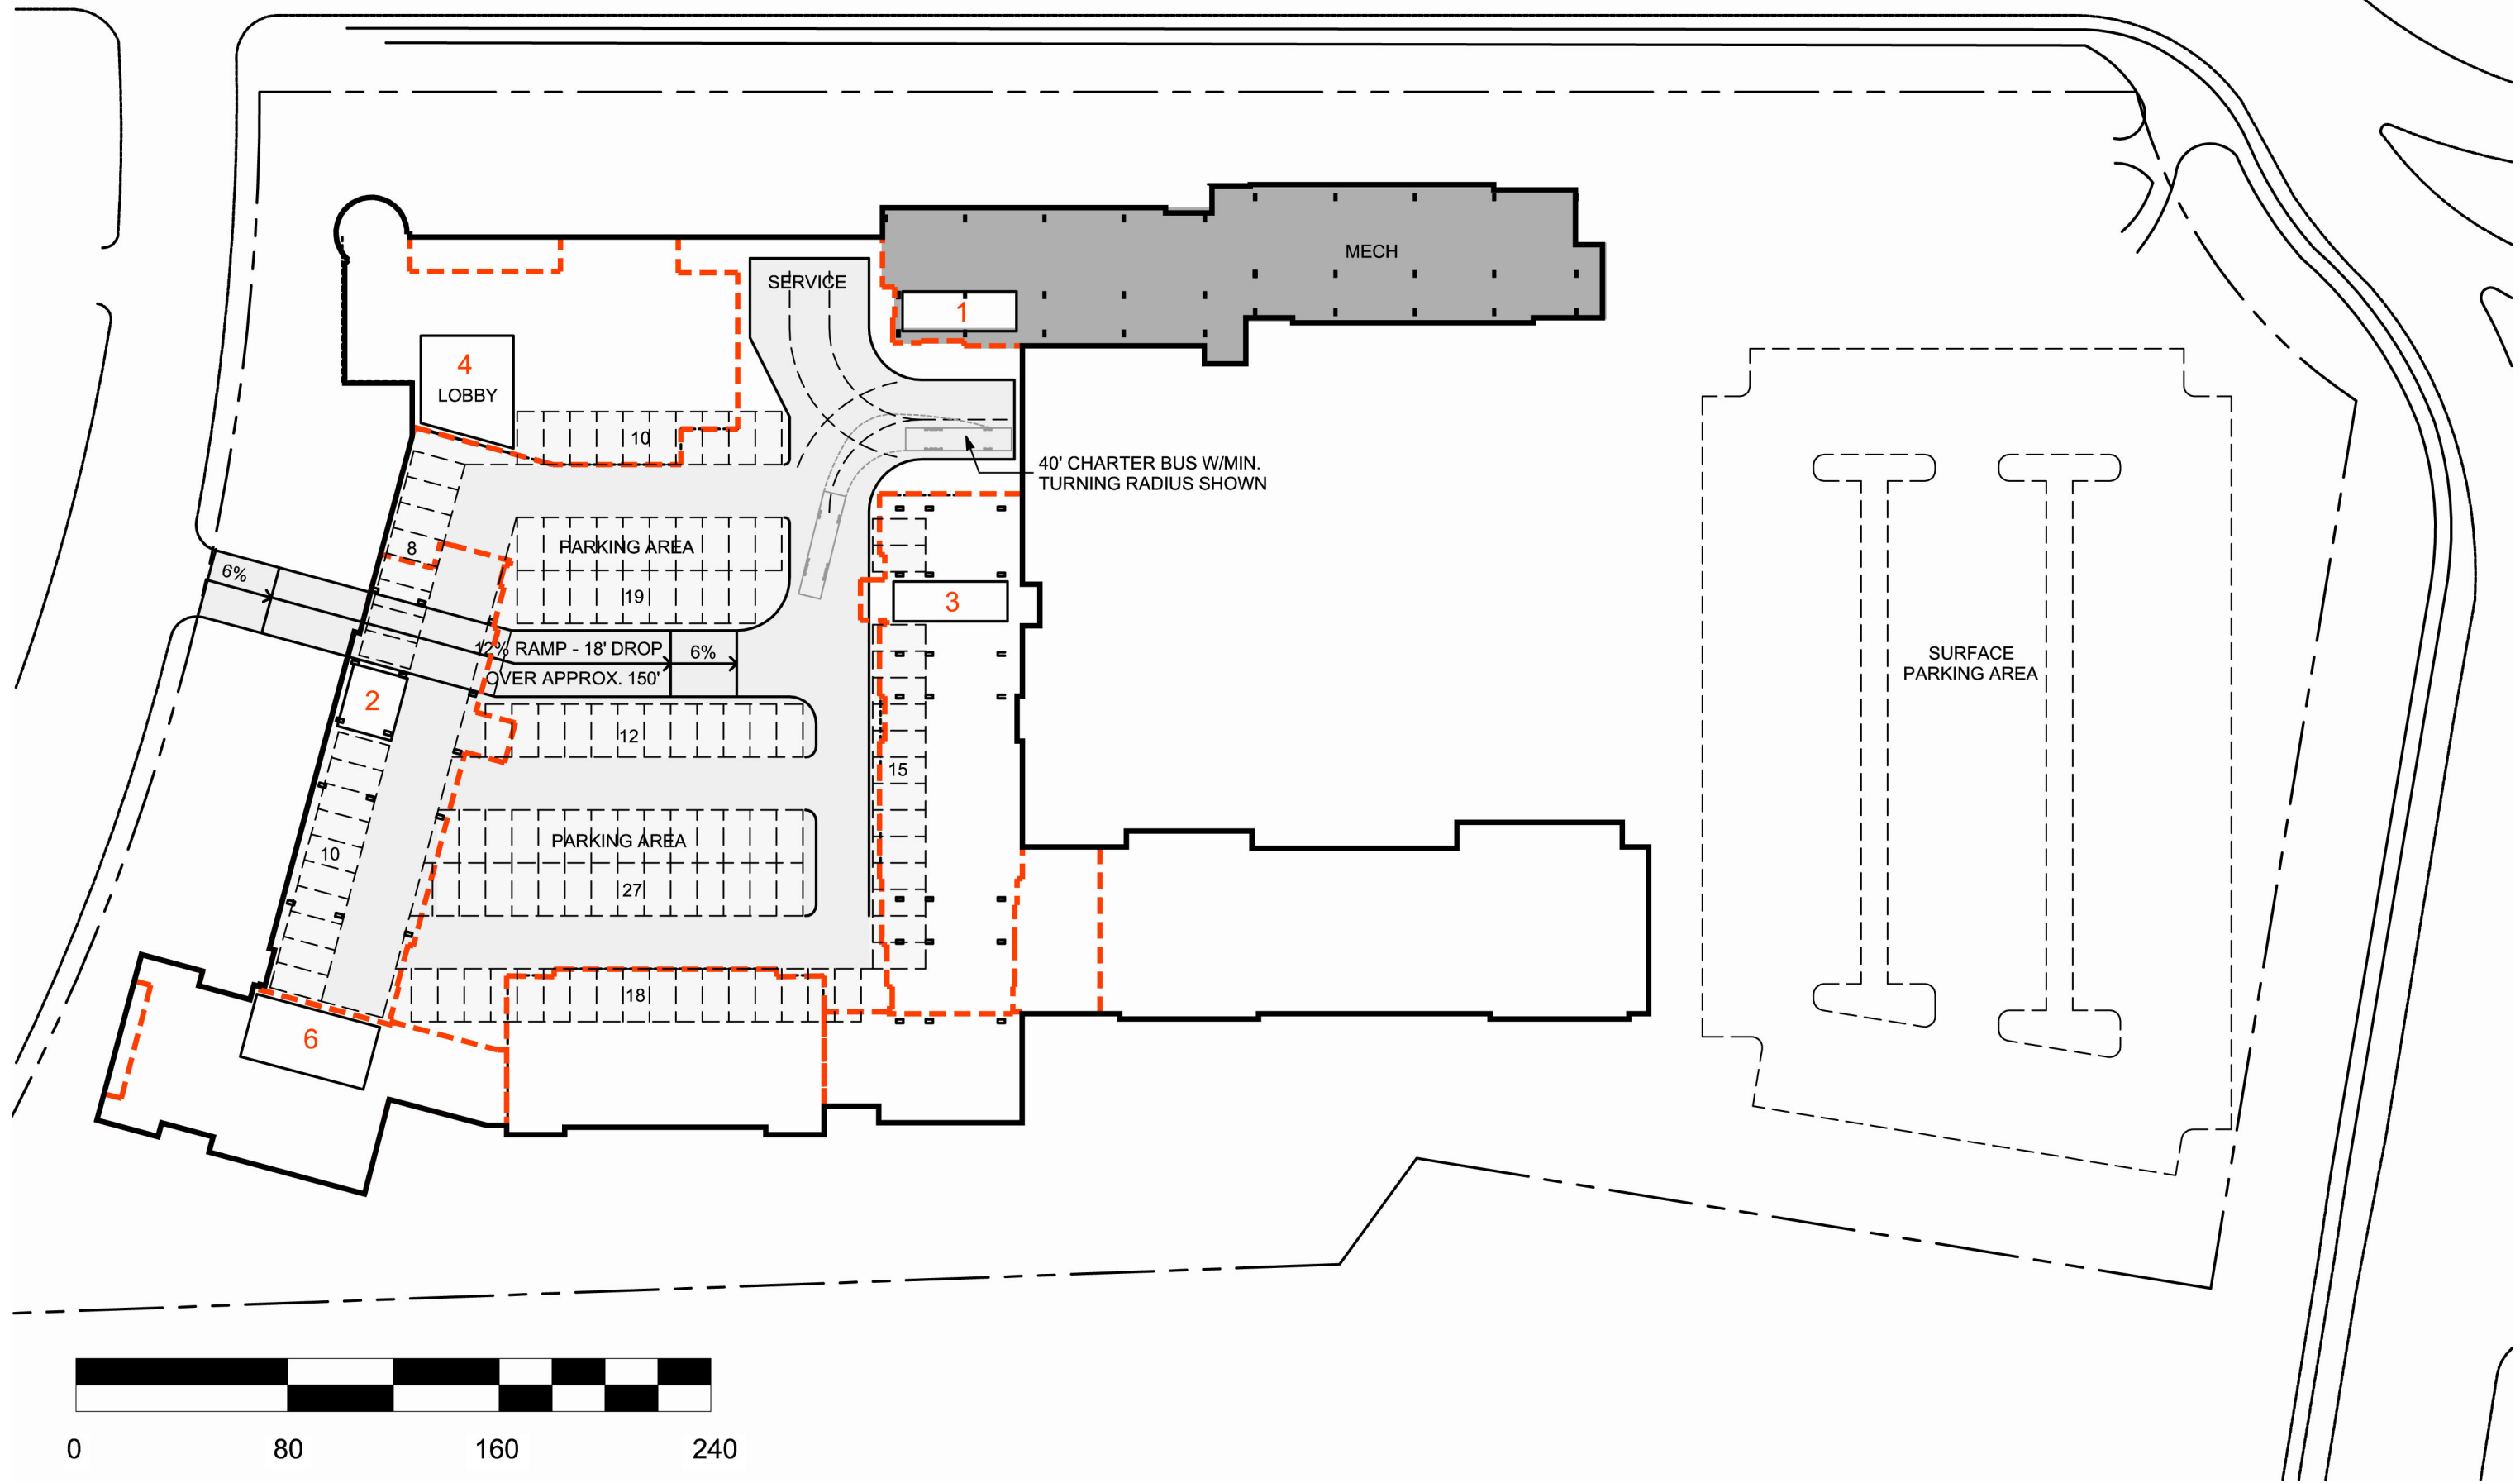 MECH
SERVICE
1
4
LOBBY
10
40' CHARTER BUS W/MIN.
TURNING RADIUS SHOWN
8
PARKING AREA
6%
19
3
12% RAMP - 18' DROP
6%
OVER APPROX. 150'
SURFACE
PARKING AREA
2
12
15
PARKING AREA
10
27
18
6
0
80
160
240